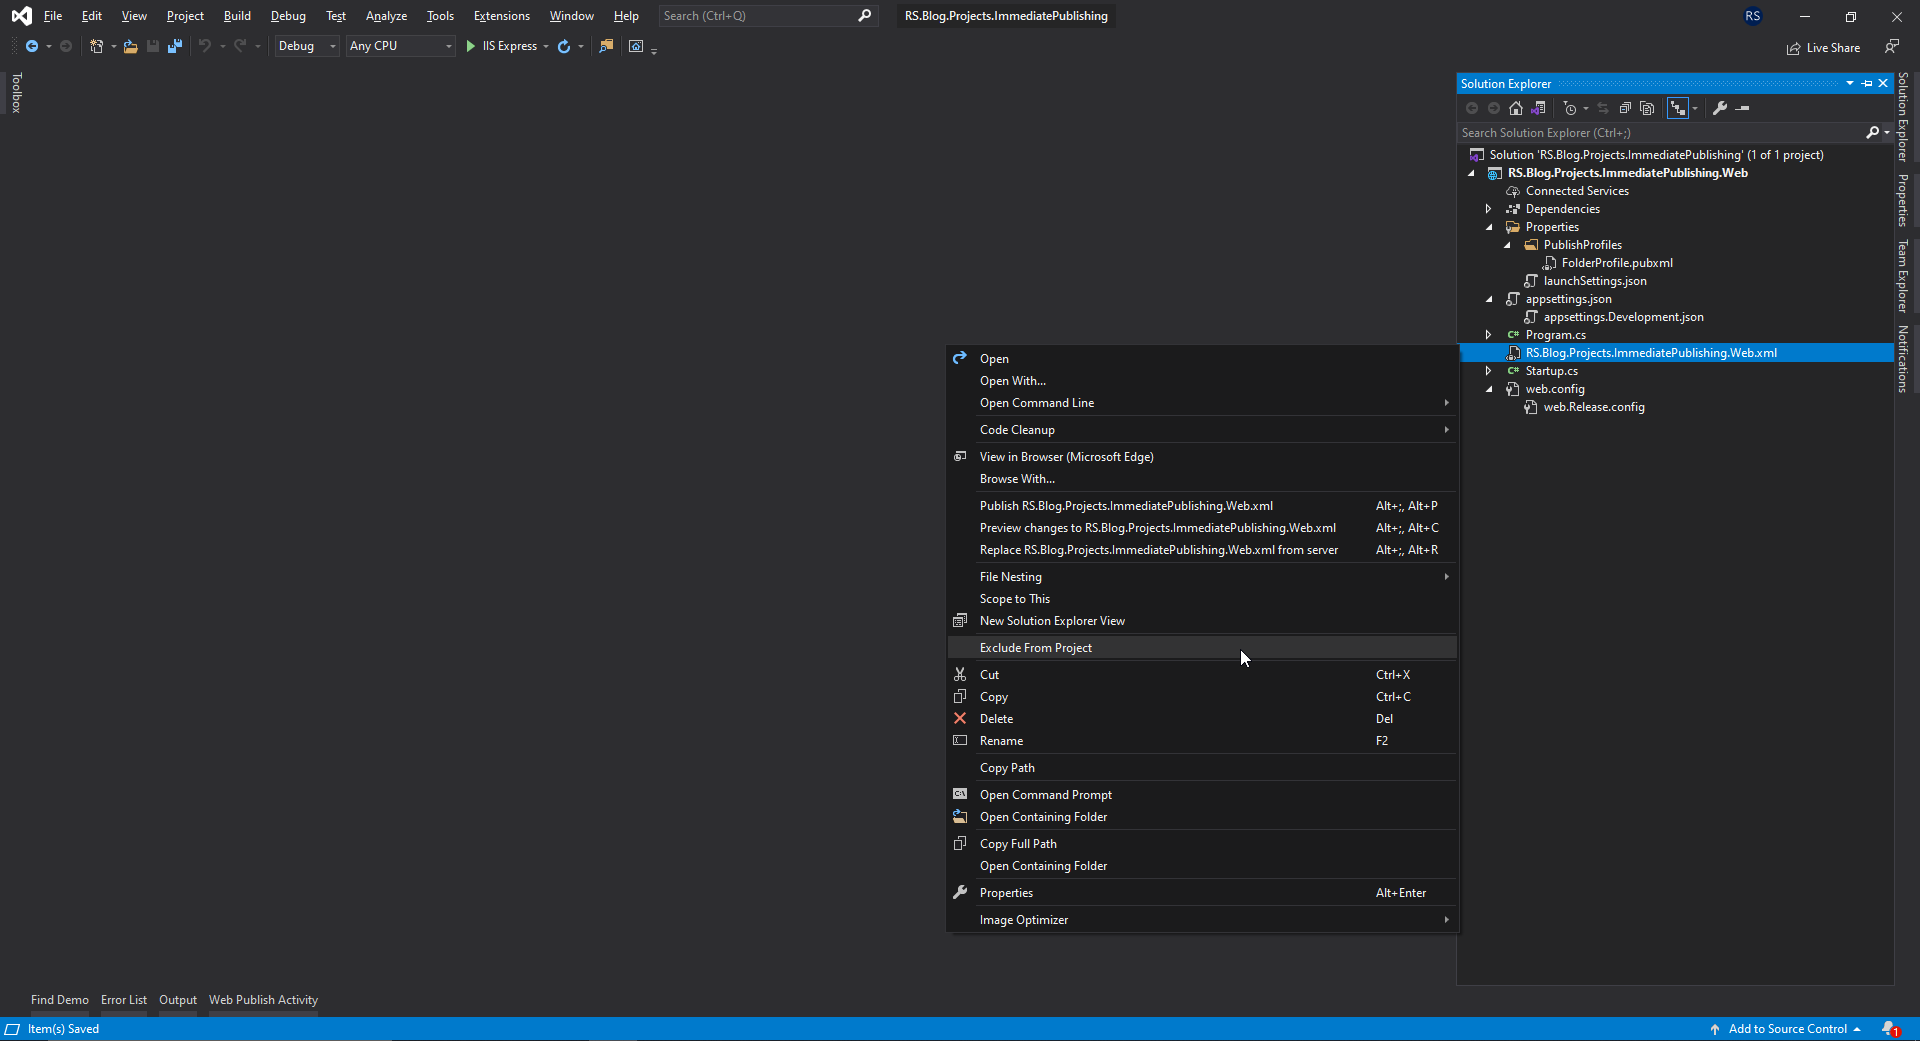 File Edit View Project Build Debug Test Analyze Tools Extensions Window Help Search (Ctrl+Q) RS.Blog.Projects.ImmediatePublishing RS
Debug Any CPU IIS Express Live Share
Toolbox
Solution Explorer
Search Solution Explorer (Ctrl+;)
Solution 'RS.Blog.Projects.ImmediatePublishing' (1 of 1 project)
RS.Blog.Projects.ImmediatePublishing.Web
Connected Services
Dependencies
Properties
PublishProfiles
FolderProfile.pubxml
launchSettings.json
appsettings.json
appsettings.Development.json
C# Program.cs
RS.Blog.Projects.ImmediatePublishing.Web.xml
C# Startup.cs
web.config
web.Release.config
Solution Explorer
Properties
Team Explorer
Notifications
Open
Open With...
Open Command Line
Code Cleanup
View in Browser (Microsoft Edge)
Browse With...
Publish RS.Blog.Projects.ImmediatePublishing.Web.xml Alt+;, Alt+P
Preview changes to RS.Blog.Projects.ImmediatePublishing.Web.xml Alt+;, Alt+C
Replace RS.Blog.Projects.ImmediatePublishing.Web.xml from server Alt+;, Alt+R
File Nesting
Scope to This
New Solution Explorer View
Exclude From Project
Cut Ctrl+X
Copy Ctrl+C
Delete Del
Rename F2
Copy Path
C:\ Open Command Prompt
Open Containing Folder
Copy Full Path
Open Containing Folder
Properties Alt+Enter
Image Optimizer
Find Demo Error List Output Web Publish Activity
Item(s) Saved Add to Source Control 1